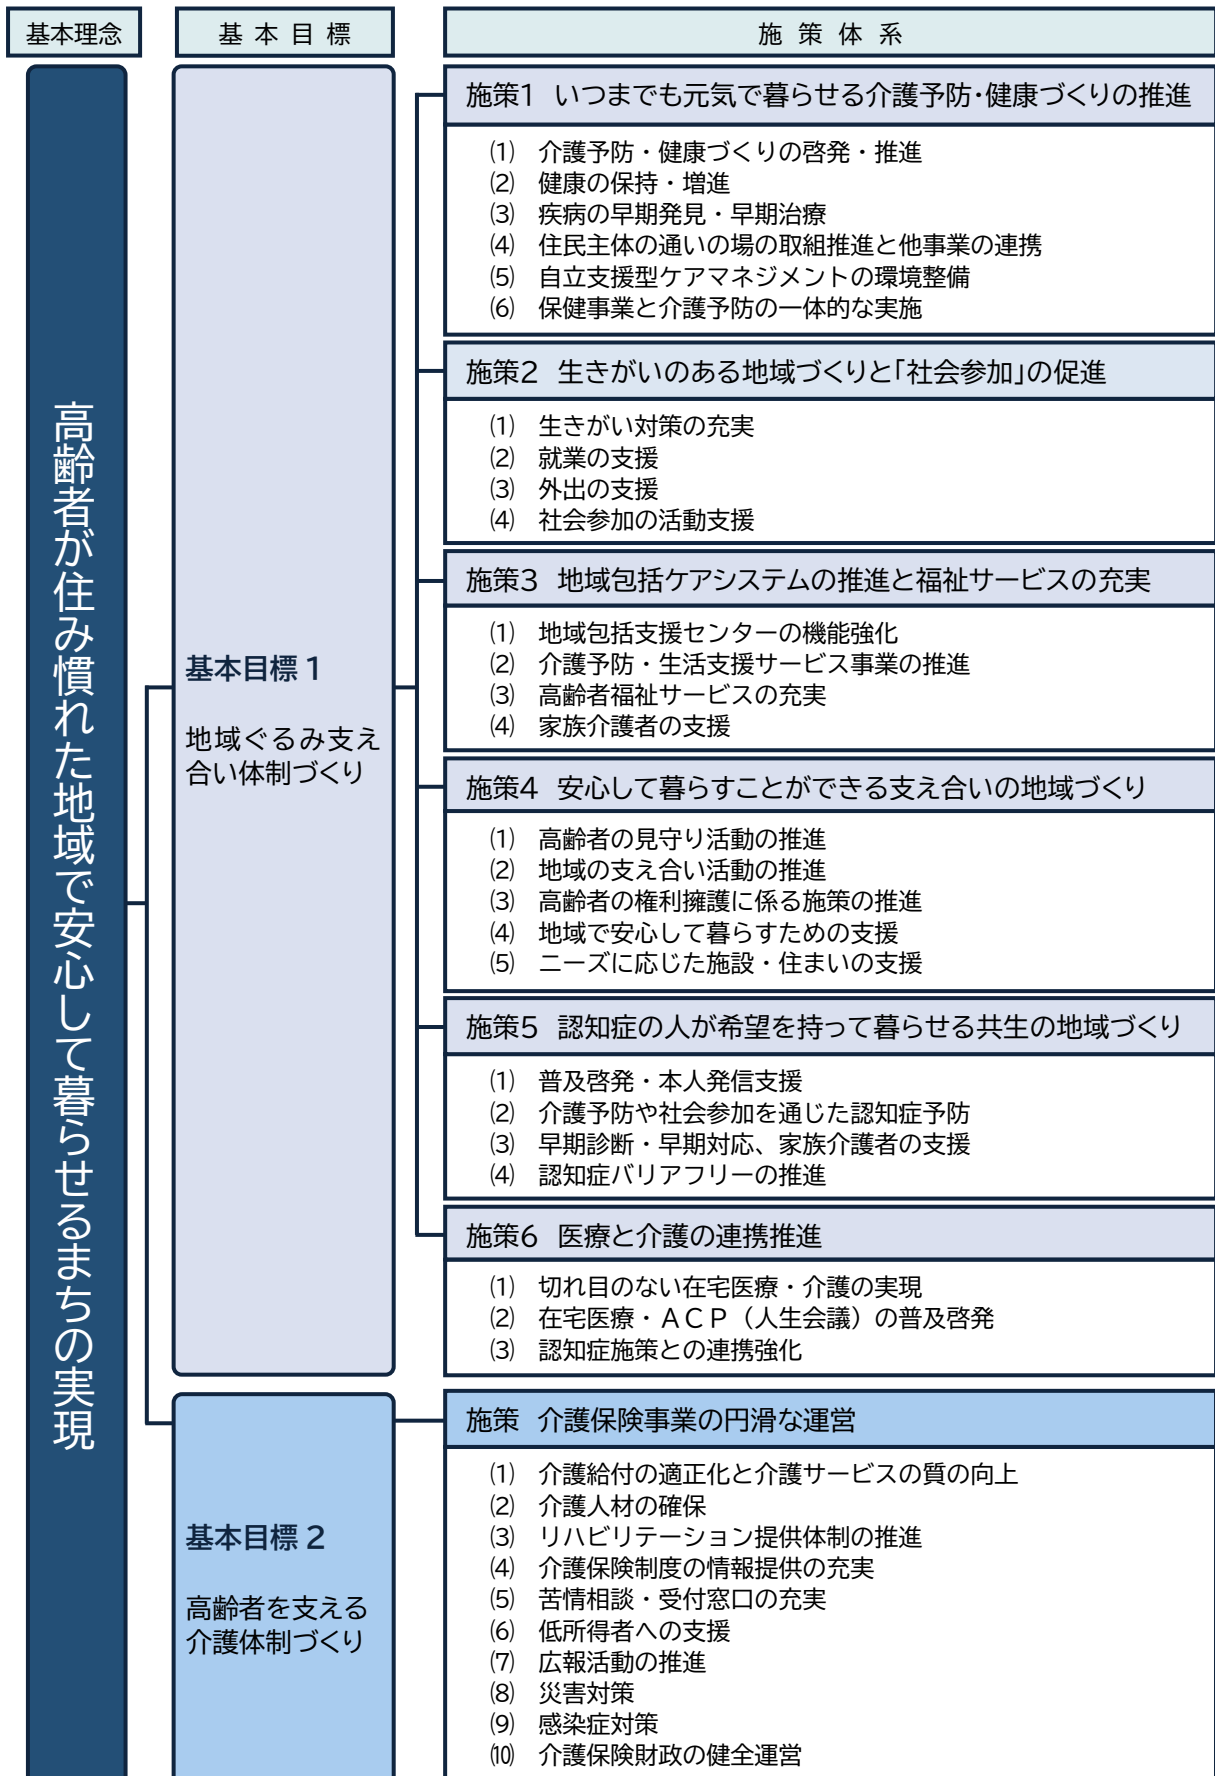 基本理念
基本目標
施策体系
高齢者が住み慣れた地域で安心して暮らせるまちの実現
基本目標1
地域ぐるみ支え
合い体制づくり
施策1 いつまでも元気で暮らせる介護予防・健康づくりの推進
⑴ 介護予防・健康づくりの啓発・推進
⑵ 健康の保持・増進
⑶ 疾病の早期発見・早期治療
⑷ 住民主体の通いの場の取組推進と他事業の連携
⑸ 自立支援型ケアマネジメントの環境整備
⑹ 保健事業と介護予防の一体的な実施
施策2 生きがいのある地域づくりと「社会参加」の促進
⑴ 生きがい対策の充実
⑵ 就業の支援
⑶ 外出の支援
⑷ 社会参加の活動支援
施策3 地域包括ケアシステムの推進と福祉サービスの充実
⑴ 地域包括支援センターの機能強化
⑵ 介護予防・生活支援サービス事業の推進
⑶ 高齢者福祉サービスの充実
⑷ 家族介護者の支援
施策4 安心して暮らすことができる支え合いの地域づくり
⑴ 高齢者の見守り活動の推進
⑵ 地域の支え合い活動の推進
⑶ 高齢者の権利擁護に係る施策の推進
⑷ 地域で安心して暮らすための支援
⑸ ニーズに応じた施設・住まいの支援
施策5 認知症の人が希望を持って暮らせる共生の地域づくり
⑴ 普及啓発・本人発信支援
⑵ 介護予防や社会参加を通じた認知症予防
⑶ 早期診断・早期対応、家族介護者の支援
⑷ 認知症バリアフリーの推進
施策6 医療と介護の連携推進
⑴ 切れ目のない在宅医療・介護の実現
⑵ 在宅医療・ACP（人生会議）の普及啓発
⑶ 認知症施策との連携強化
基本目標2
高齢者を支える
介護体制づくり
施策 介護保険事業の円滑な運営
⑴ 介護給付の適正化と介護サービスの質の向上
⑵ 介護人材の確保
⑶ リハビリテーション提供体制の推進
⑷ 介護保険制度の情報提供の充実
⑸ 苦情相談・受付窓口の充実
⑹ 低所得者への支援
⑺ 広報活動の推進
⑻ 災害対策
⑼ 感染症対策
⑽ 介護保険財政の健全運営